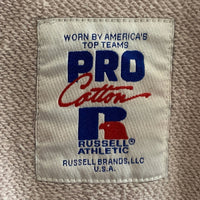 WORN BY AMERICA'S
TOP TEAMS
PRO
Cotton
R
RUSSELL®
ATHLETIC
RUSSELL BRANDS, LLC
U.S.A.